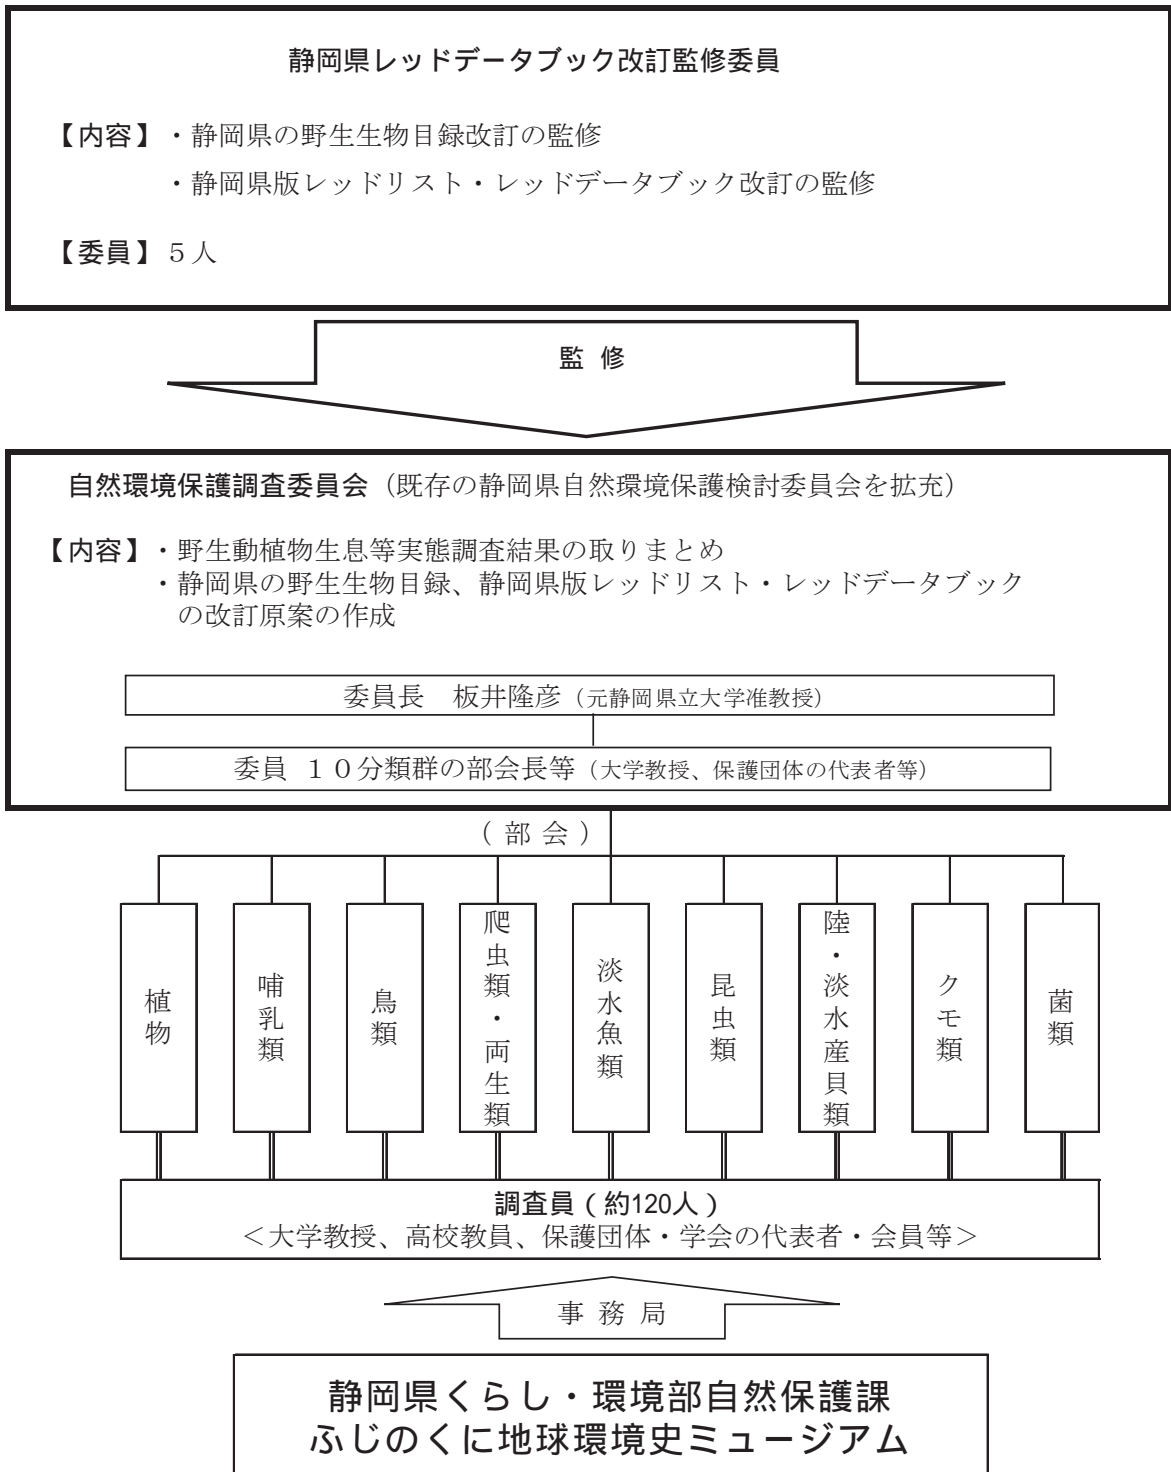 静岡県レッドデータブック改訂監修委員
【内容】・静岡県の野生生物目録改訂の監修
・静岡県版レッドリスト・レッドデータブック改訂の監修
【委員】５人
監 修
自然環境保護調査委員会（既存の静岡県自然環境保護検討委員会を拡充）
【内容】・野生動植物生息等実態調査結果の取りまとめ
・静岡県の野生生物目録、静岡県版レッドリスト・レッドデータブック
の改訂原案の作成
委員長　板井隆彦（元静岡県立大学准教授）
委員 １０分類群の部会長等（大学教授、保護団体の代表者等）
（ 部 会 ）
植物
哺乳類
鳥類
爬虫類・両生類
淡水魚類
昆虫類
陸・淡水産貝類
クモ類
菌類
調査員（約120人）
＜大学教授、高校教員、保護団体・学会の代表者・会員等＞
事 務 局
静岡県くらし・環境部自然保護課
ふじのくに地球環境史ミュージアム